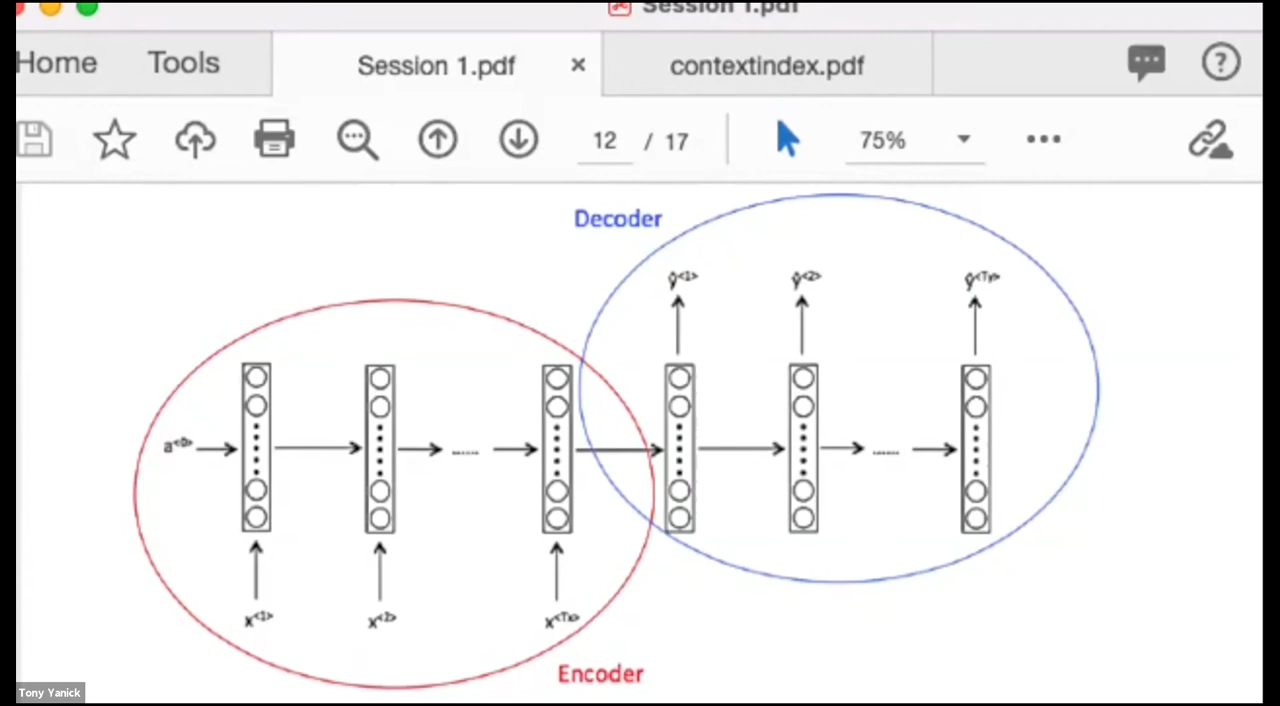 Session 1.pdf
Home Tools Session 1.pdf × contextindex.pdf
12 / 17 75%
Decoder
ŷ<1> ŷ<2> ŷ<Ty>
a<0>
x<1> x<2> x<Tx>
Encoder
Tony Yanick